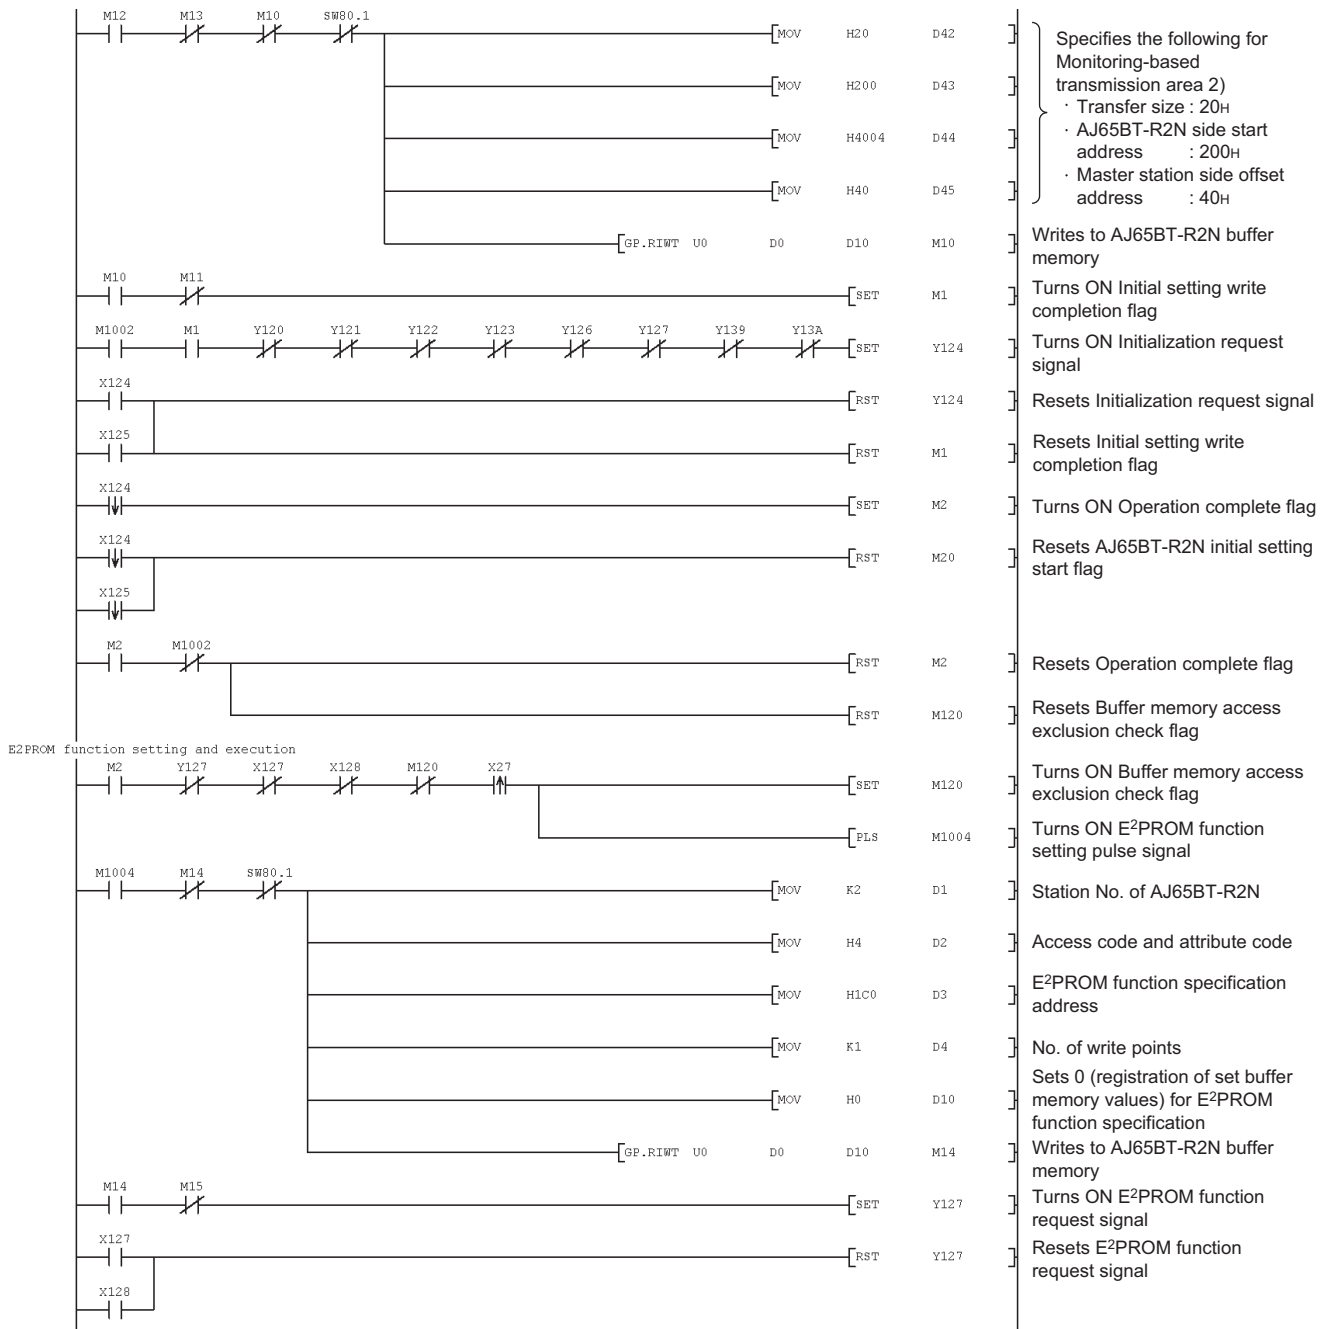 M12 M13 M10 SW80.1
MOV H20 D42
MOV H200 D43
MOV H4004 D44
MOV H40 D45
Specifies the following for
Monitoring-based
transmission area 2)
· Transfer size : 20H
· AJ65BT-R2N side start
address : 200H
· Master station side offset
address : 40H
GP.RIWT U0 D0 D10 M10
Writes to AJ65BT-R2N buffer
memory
M10 M11
SET M1
Turns ON Initial setting write
completion flag
M1002 M1 Y120 Y121 Y122 Y123 Y126 Y127 Y139 Y13A
SET Y124
Turns ON Initialization request
signal
X124
RST Y124
Resets Initialization request signal
X125
RST M1
Resets Initial setting write
completion flag
X124
SET M2
Turns ON Operation complete flag
X124
RST M20
Resets AJ65BT-R2N initial setting
start flag
X125
M2 M1002
RST M2
Resets Operation complete flag
RST M120
Resets Buffer memory access
exclusion check flag
E2PROM function setting and execution
M2 Y127 X127 X128 M120 X27
SET M120
Turns ON Buffer memory access
exclusion check flag
PLS M1004
Turns ON E2PROM function
setting pulse signal
M1004 M14 SW80.1
MOV K2 D1
Station No. of AJ65BT-R2N
MOV H4 D2
Access code and attribute code
MOV H1C0 D3
E2PROM function specification
address
MOV K1 D4
No. of write points
MOV H0 D10
Sets 0 (registration of set buffer
memory values) for E2PROM
function specification
GP.RIWT U0 D0 D10 M14
Writes to AJ65BT-R2N buffer
memory
M14 M15
SET Y127
Turns ON E2PROM function
request signal
X127
RST Y127
Resets E2PROM function
request signal
X128